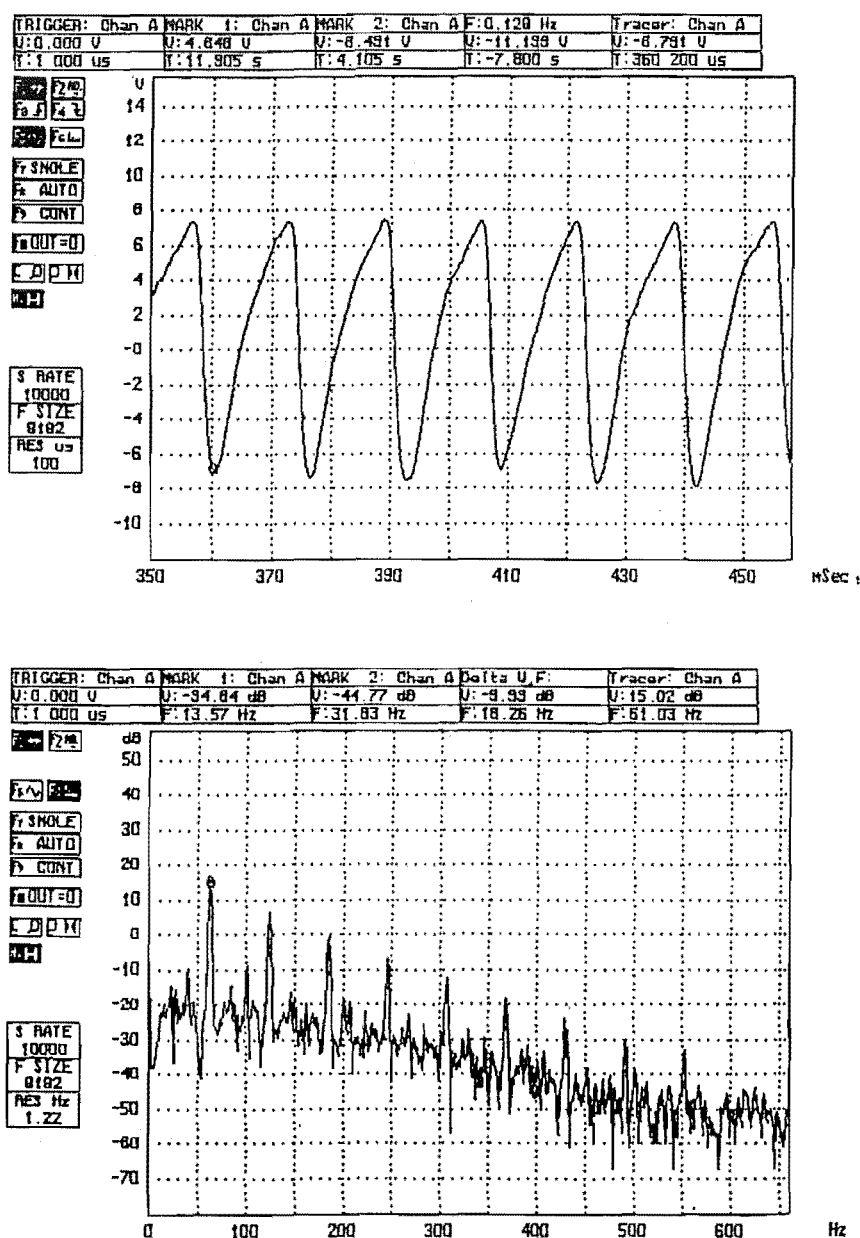 TRIGGER: Chan A MARK 1: Chan A MARK 2: Chan A F:0.128 Hz Tracer: Chan A
V:0.000 V V:4.648 V V:-6.491 V V:-11.139 V V:-6.791 V
T:1 000 us T:11.905 s T:4.105 s T:-7.800 s T:360 200 us
V
14
12
10
8
6
4
2
-0
-2
-4
-6
-8
-10
F7 SNGLE
F8 AUTO
F9 CONT
OUT=0
S RATE
10000
F SIZE
8192
RES us
100
350 370 390 410 430 450 mSec
TRIGGER: Chan A MARK 1: Chan A MARK 2: Chan A Delta V,F: Tracer: Chan A
V:0.000 V V:-34.84 dB V:-44.77 dB V:-9.93 dB V:15.02 dB
T:1 000 us F:13.57 Hz F:31.83 Hz F:18.26 Hz F:61.03 Hz
dB
50
40
30
20
10
0
-10
-20
-30
-40
-50
-60
-70
F7 SNGLE
F8 AUTO
F9 CONT
OUT=0
S RATE
10000
F SIZE
8192
RES Hz
1.22
0 100 200 300 400 500 600 Hz